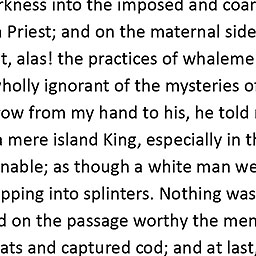 rkness into the imposed and coar
Priest; and on the maternal side
t, alas! the practices of whaleme
holly ignorant of the mysteries of
ow from my hand to his, he told
mere island King, especially in th
nable; as though a white man we
pping into splinters. Nothing was
d on the passage worthy the men
ats and captured cod; and at last,